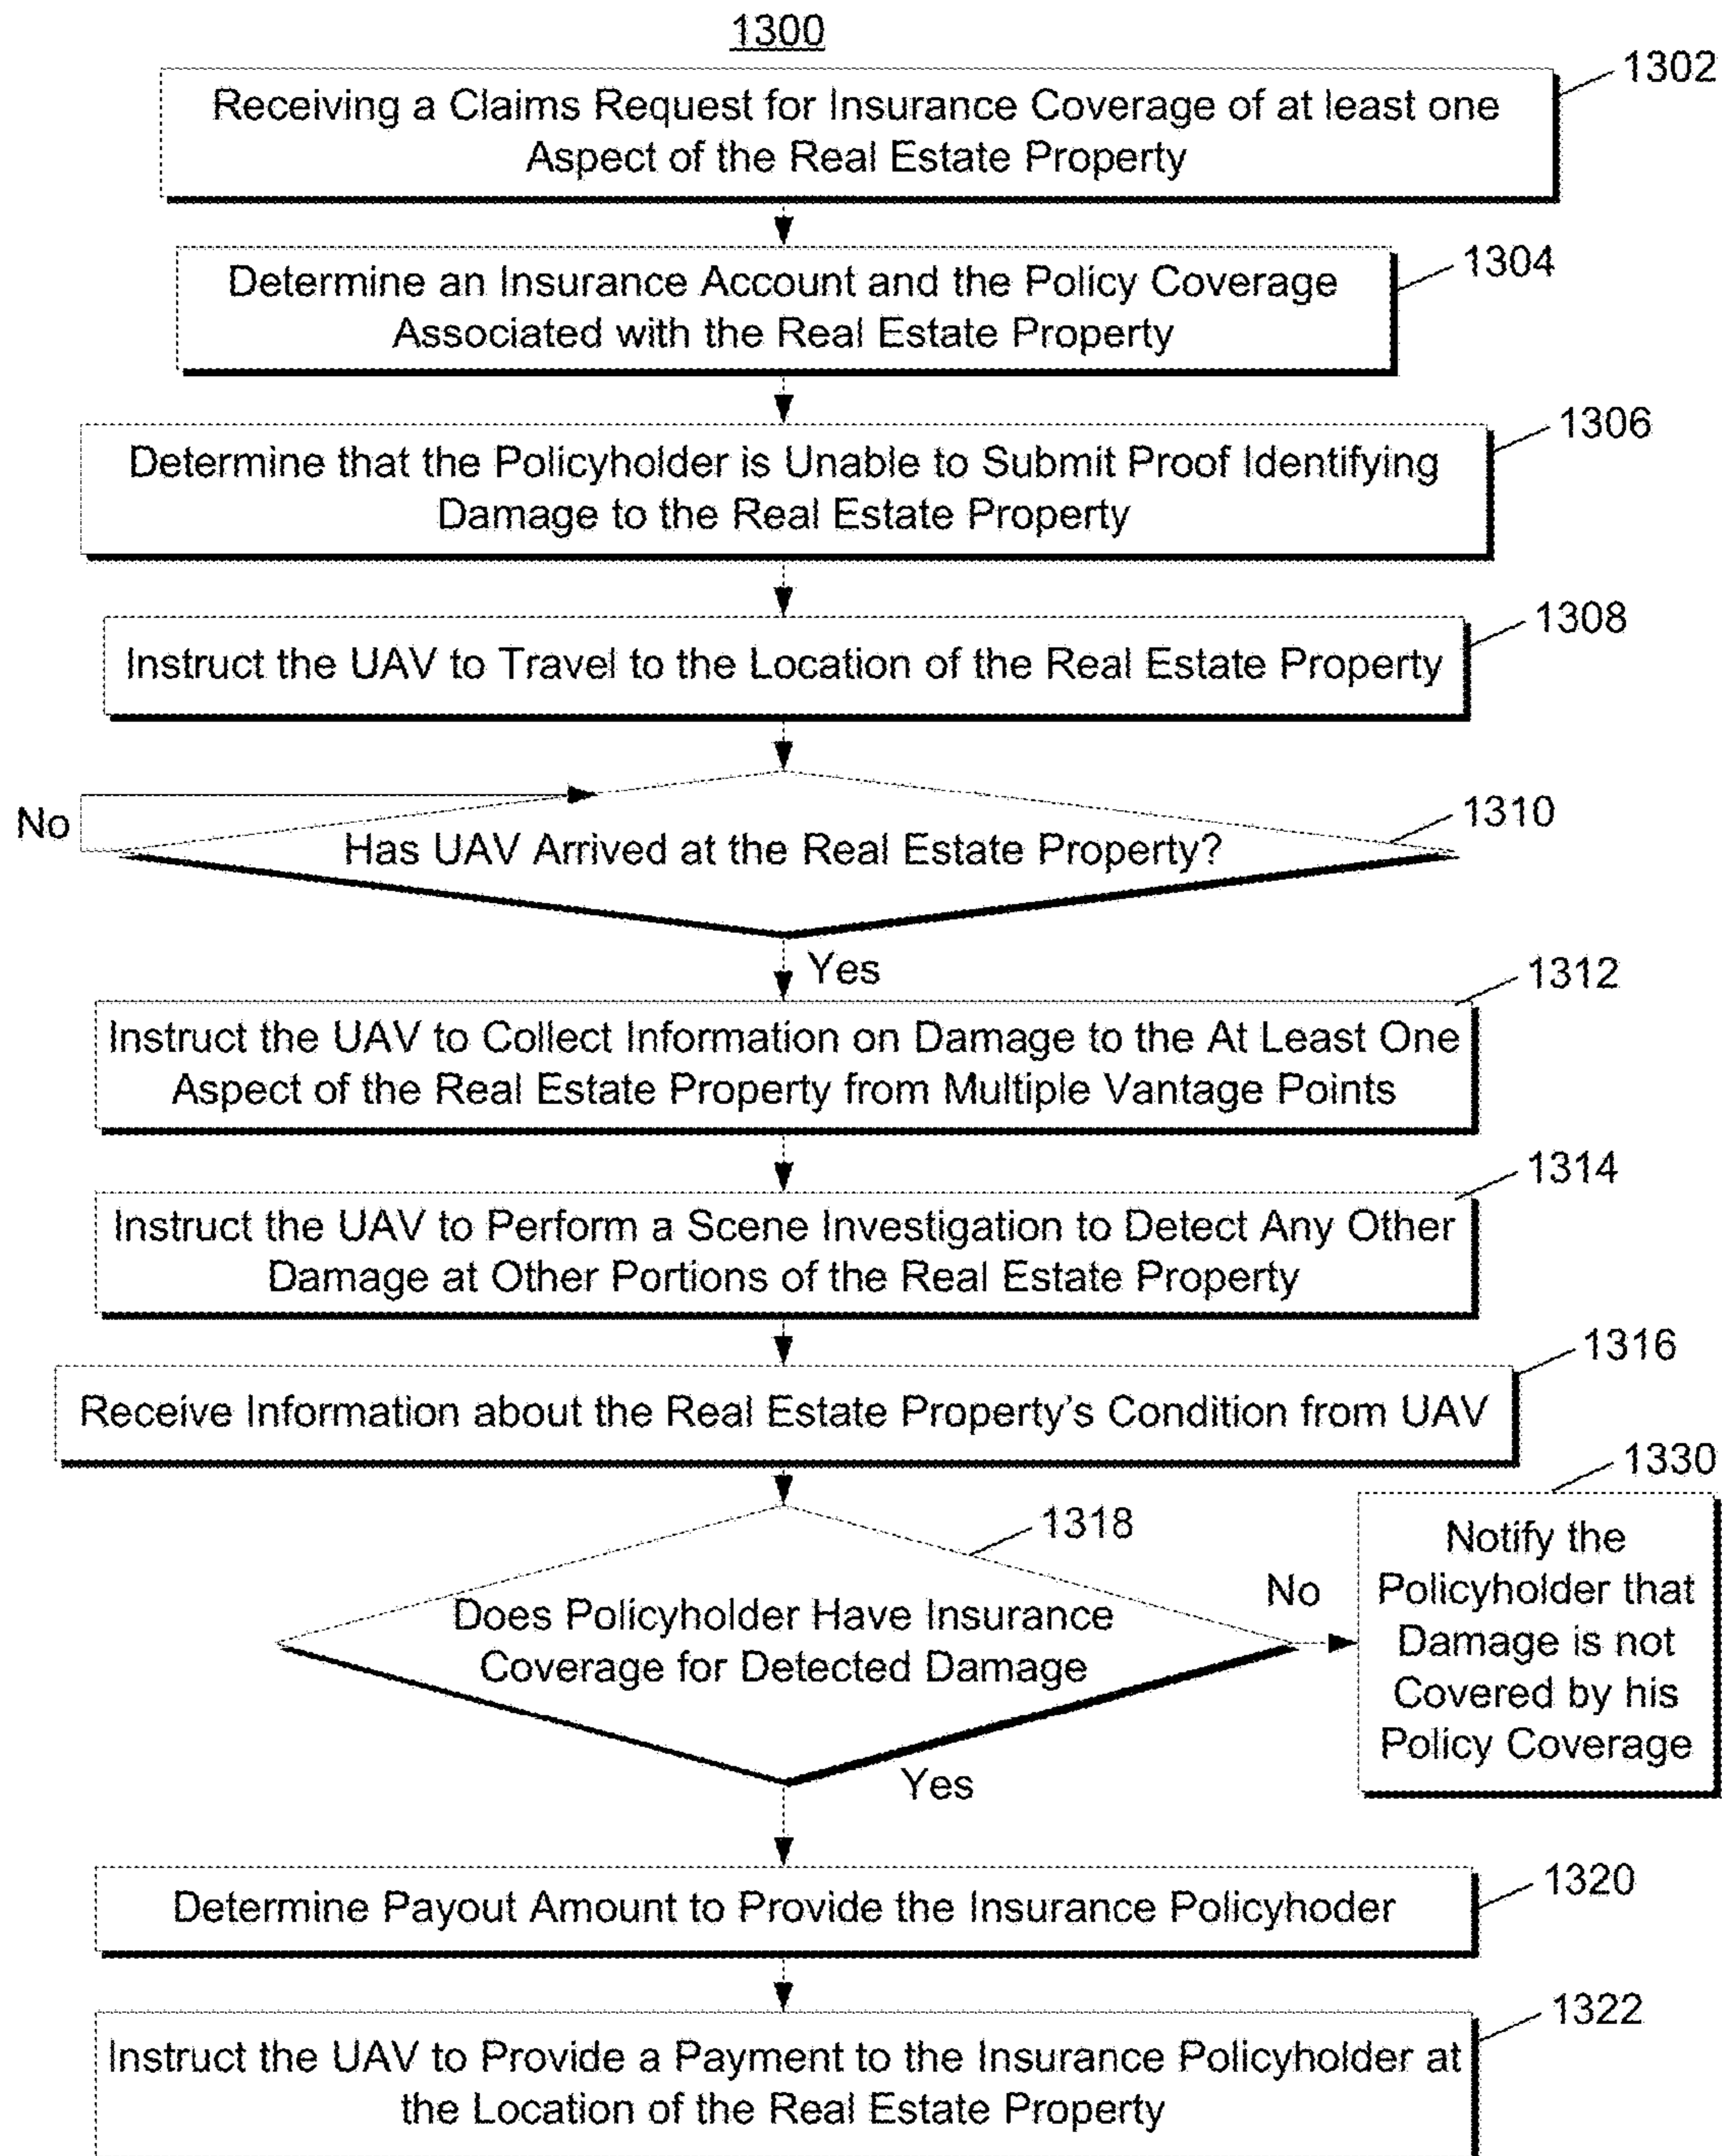 1300
1302
Receiving a Claims Request for Insurance Coverage of at least one
Aspect of the Real Estate Property
1304
Determine an Insurance Account and the Policy Coverage
Associated with the Real Estate Property
1306
Determine that the Policyholder is Unable to Submit Proof Identifying
Damage to the Real Estate Property
1308
Instruct the UAV to Travel to the Location of the Real Estate Property
No
1310
Has UAV Arrived at the Real Estate Property?
Yes
1312
Instruct the UAV to Collect Information on Damage to the At Least One
Aspect of the Real Estate Property from Multiple Vantage Points
1314
Instruct the UAV to Perform a Scene Investigation to Detect Any Other
Damage at Other Portions of the Real Estate Property
1316
Receive Information about the Real Estate Property's Condition from UAV
1318
Does Policyholder Have Insurance
Coverage for Detected Damage
No
1330
Notify the
Policyholder that
Damage is not
Covered by his
Policy Coverage
Yes
1320
Determine Payout Amount to Provide the Insurance Policyhoder
1322
Instruct the UAV to Provide a Payment to the Insurance Policyholder at
the Location of the Real Estate Property